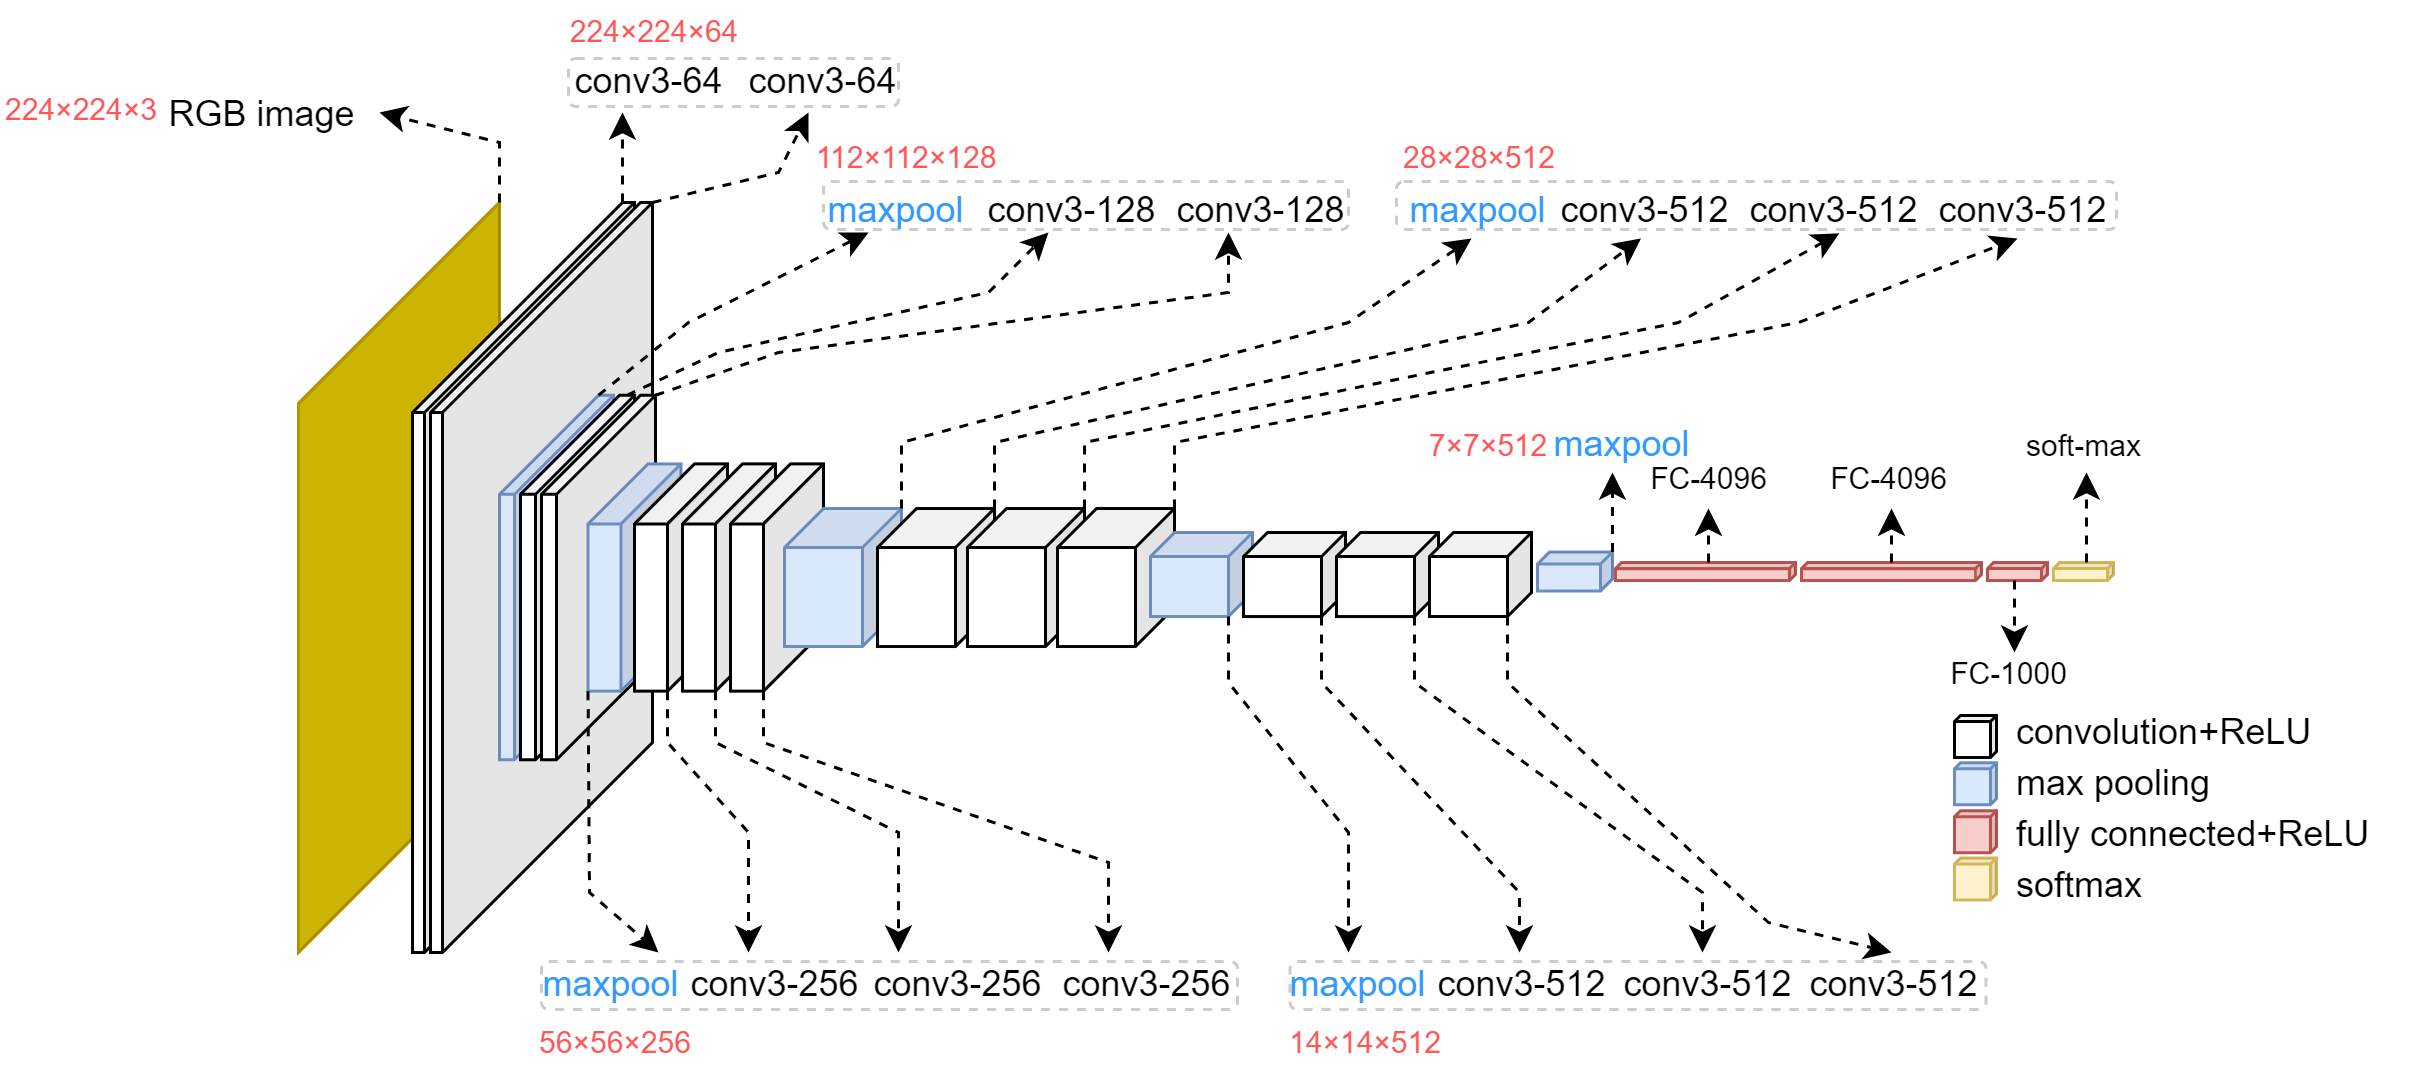 224×224×64
conv3-64 conv3-64
224×224×3 RGB image
112×112×128
maxpool conv3-128 conv3-128
28×28×512
maxpool conv3-512 conv3-512 conv3-512
7×7×512 maxpool
FC-4096
FC-4096
soft-max
FC-1000
convolution+ReLU
max pooling
fully connected+ReLU
softmax
maxpool conv3-256 conv3-256 conv3-256
56×56×256
maxpool conv3-512 conv3-512 conv3-512
14×14×512